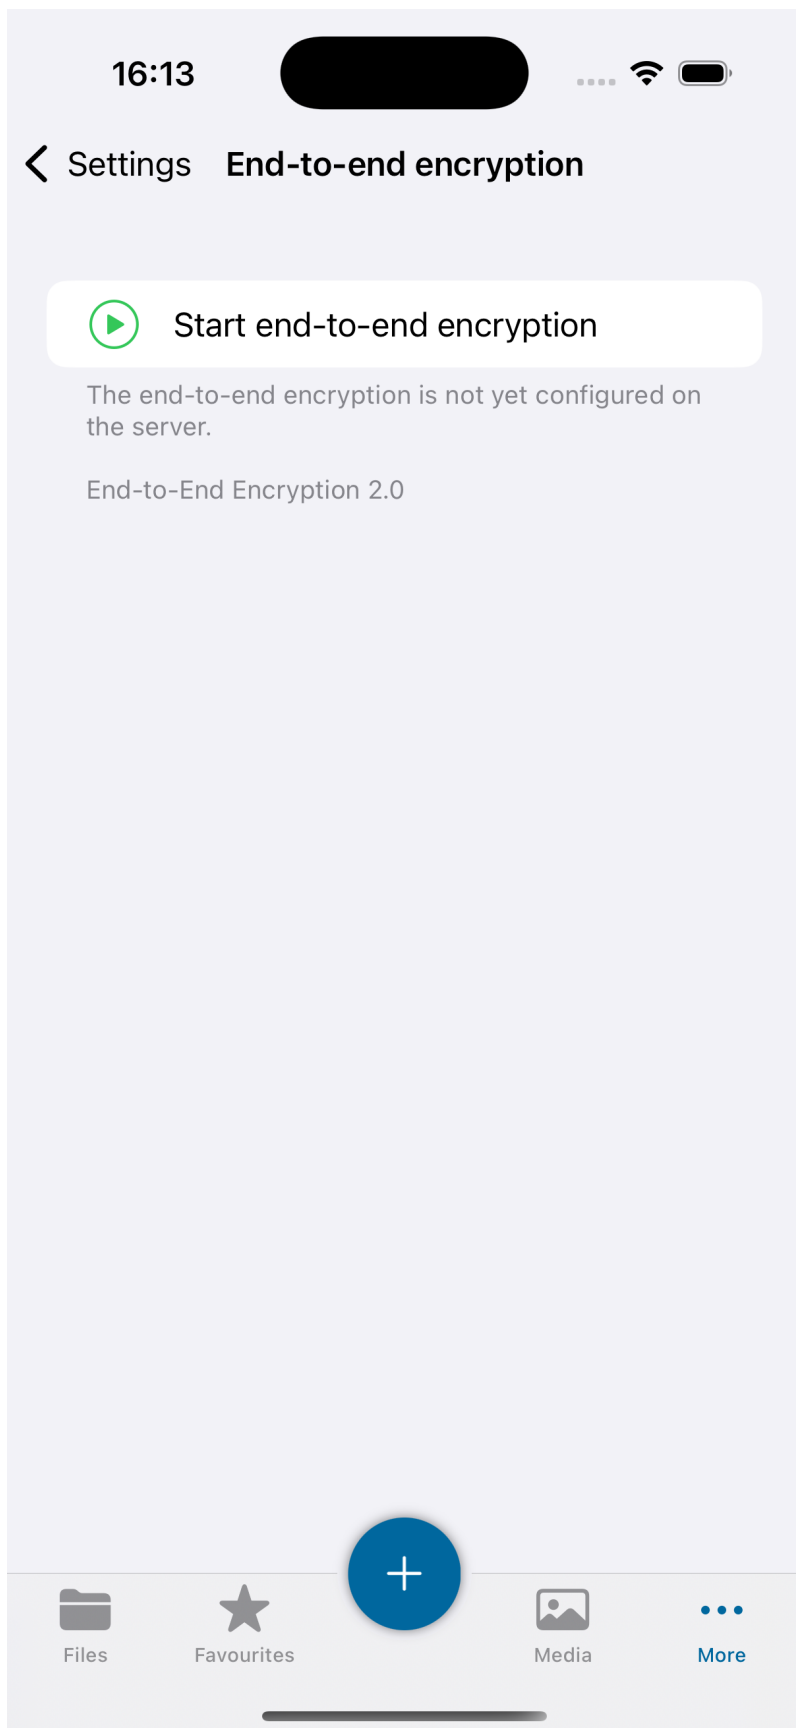 16:13
Settings End-to-end encryption
Start end-to-end encryption
The end-to-end encryption is not yet configured on
the server.
End-to-End Encryption 2.0
Files Favourites Media More